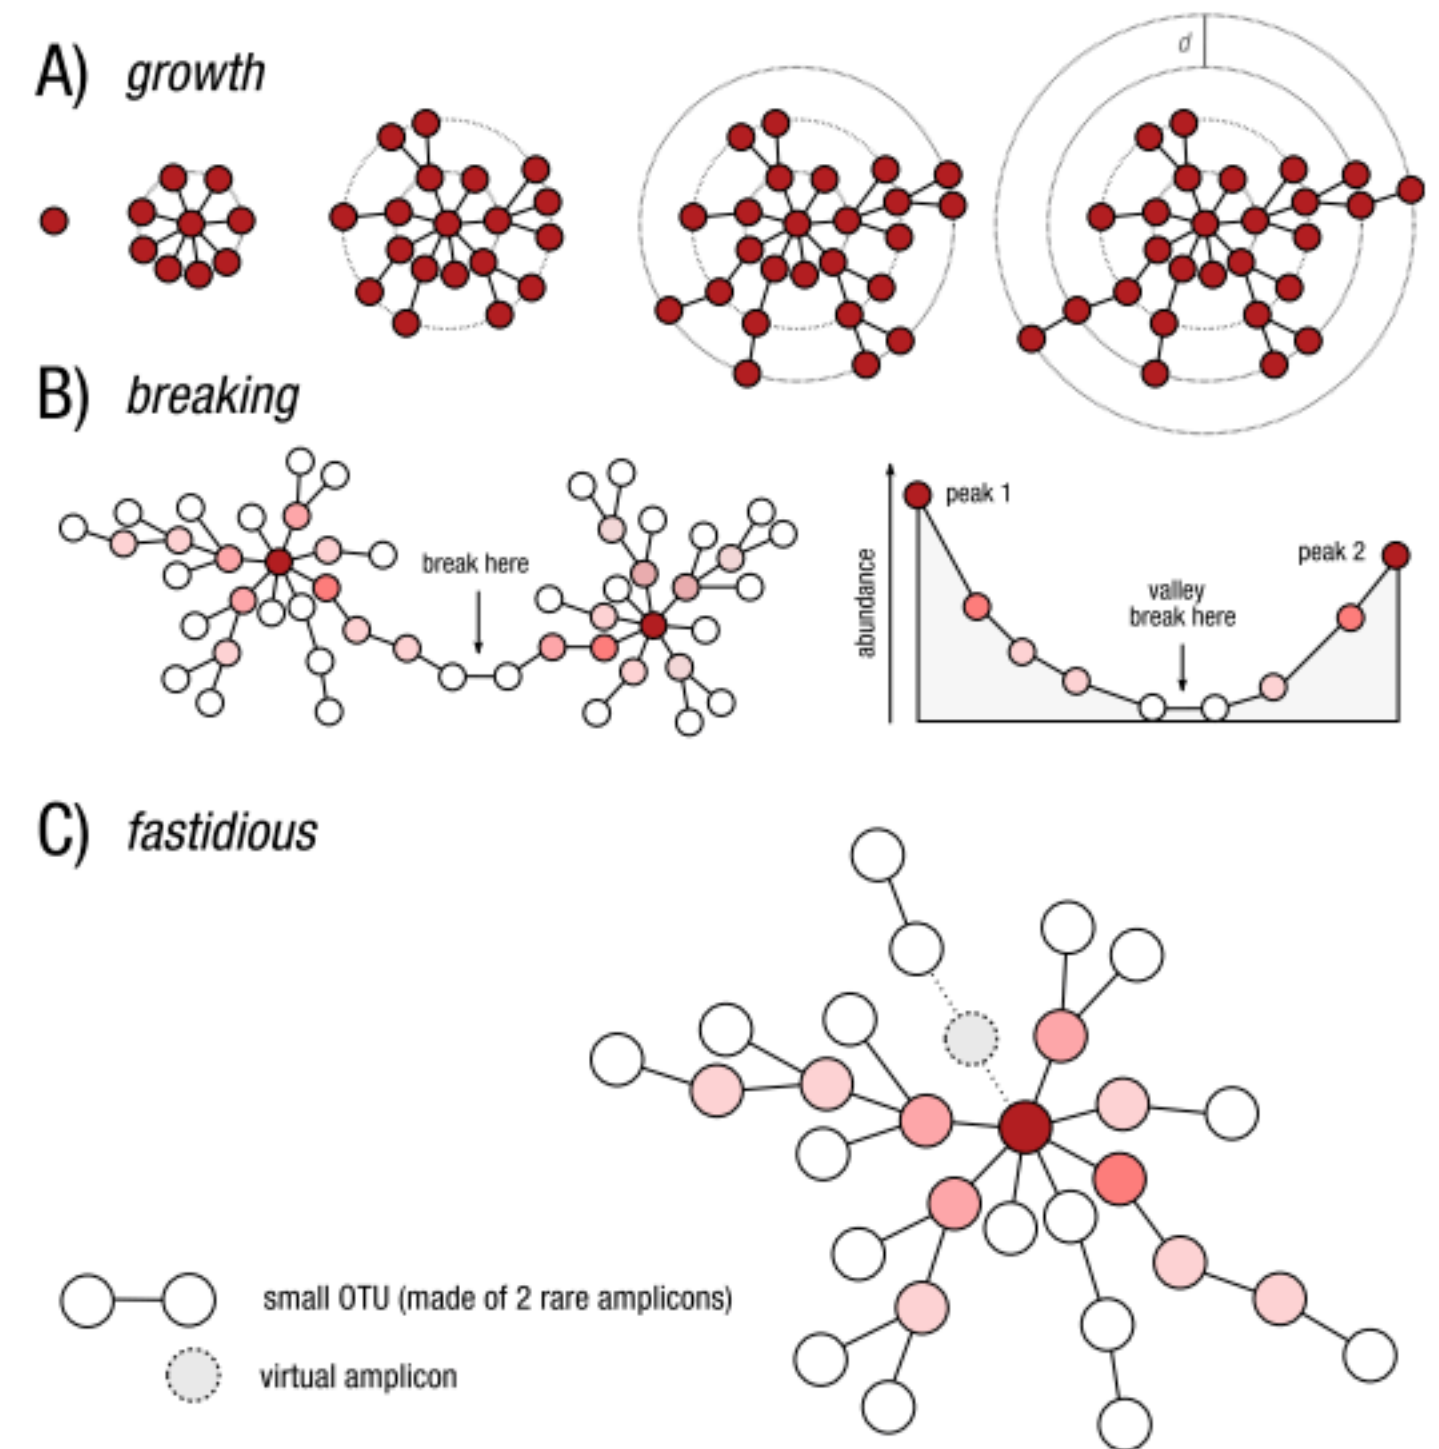 A) growth
d
B) breaking
break here
abundance
peak 1
peak 2
valley
break here
C) fastidious
small OTU (made of 2 rare amplicons)
virtual amplicon